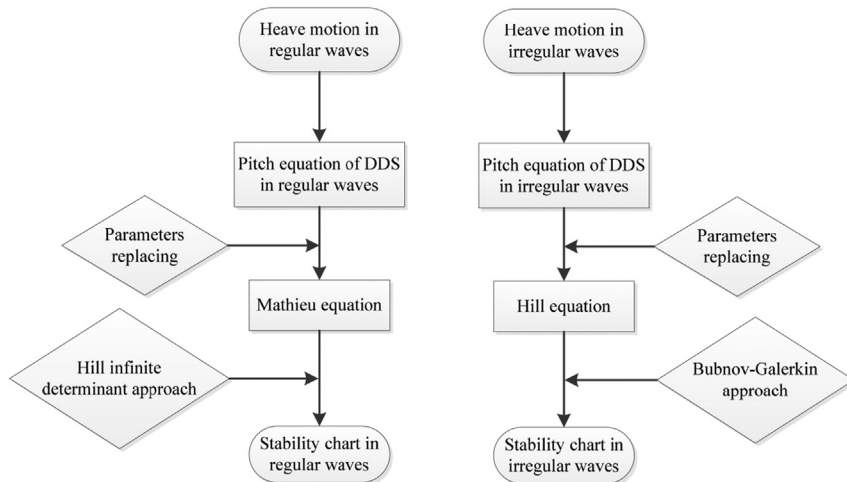 Heave motion in
regular waves
Heave motion in
irregular waves
Pitch equation of DDS
in regular waves
Pitch equation of DDS
in irregular waves
Parameters
replacing
Parameters
replacing
Mathieu equation
Hill equation
Hill infinite
determinant approach
Bubnov-Galerkin
approach
Stability chart in
regular waves
Stability chart in
irregular waves